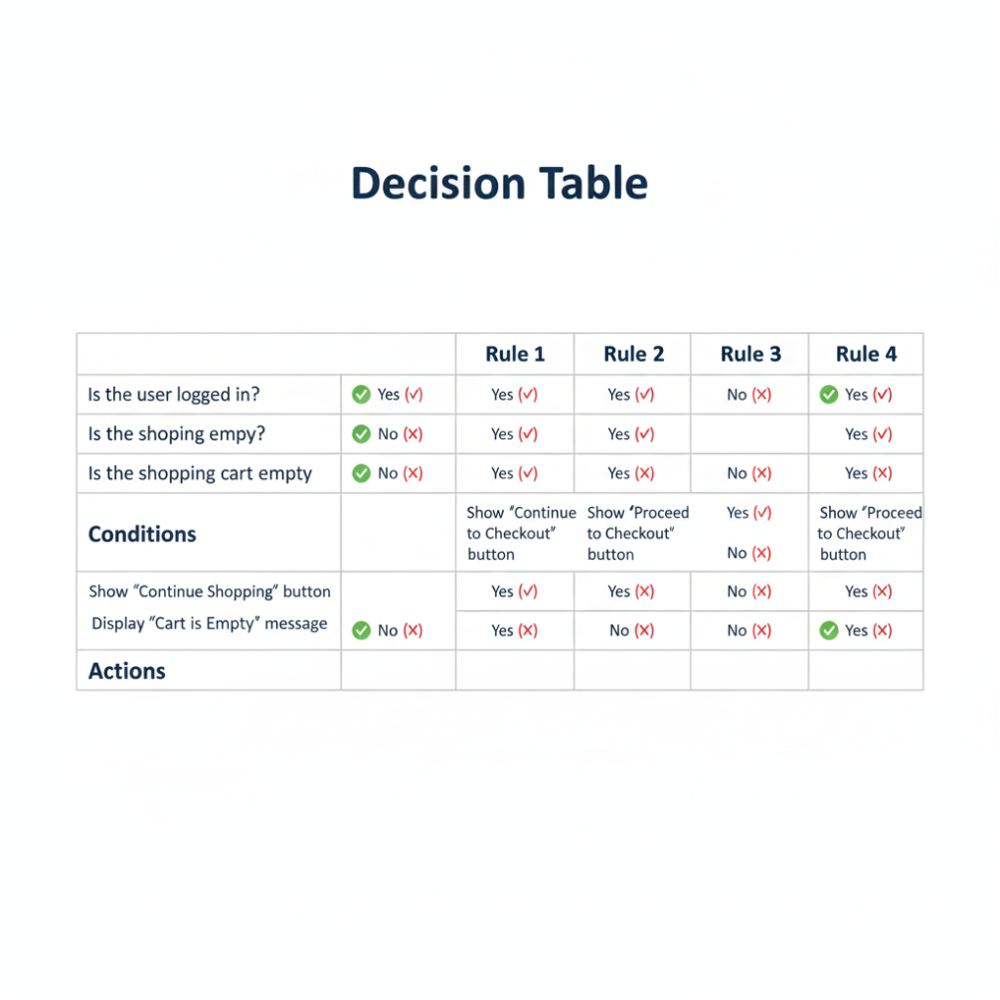 Decision Table
Rule 1 Rule 2 Rule 3 Rule 4
Is the user logged in? Yes (✓) Yes (✓) Yes (✓) No (X) Yes (✓)
Is the shoping empy? No (X) Yes (✓) Yes (✓) Yes (✓)
Is the shopping cart empty No (X) Yes (✓) Yes (X) No (X) Yes (X)
Conditions
Show "Continue
to Checkout"
button
Show "Proceed
to Checkout"
button
Yes (✓)
No (X)
Show "Proceed
to Checkout"
button
Show "Continue Shopping" button Yes (✓) Yes (X) No (X) Yes (X)
Display "Cart is Empty" message No (X) Yes (X) No (X) No (X) Yes (X)
Actions